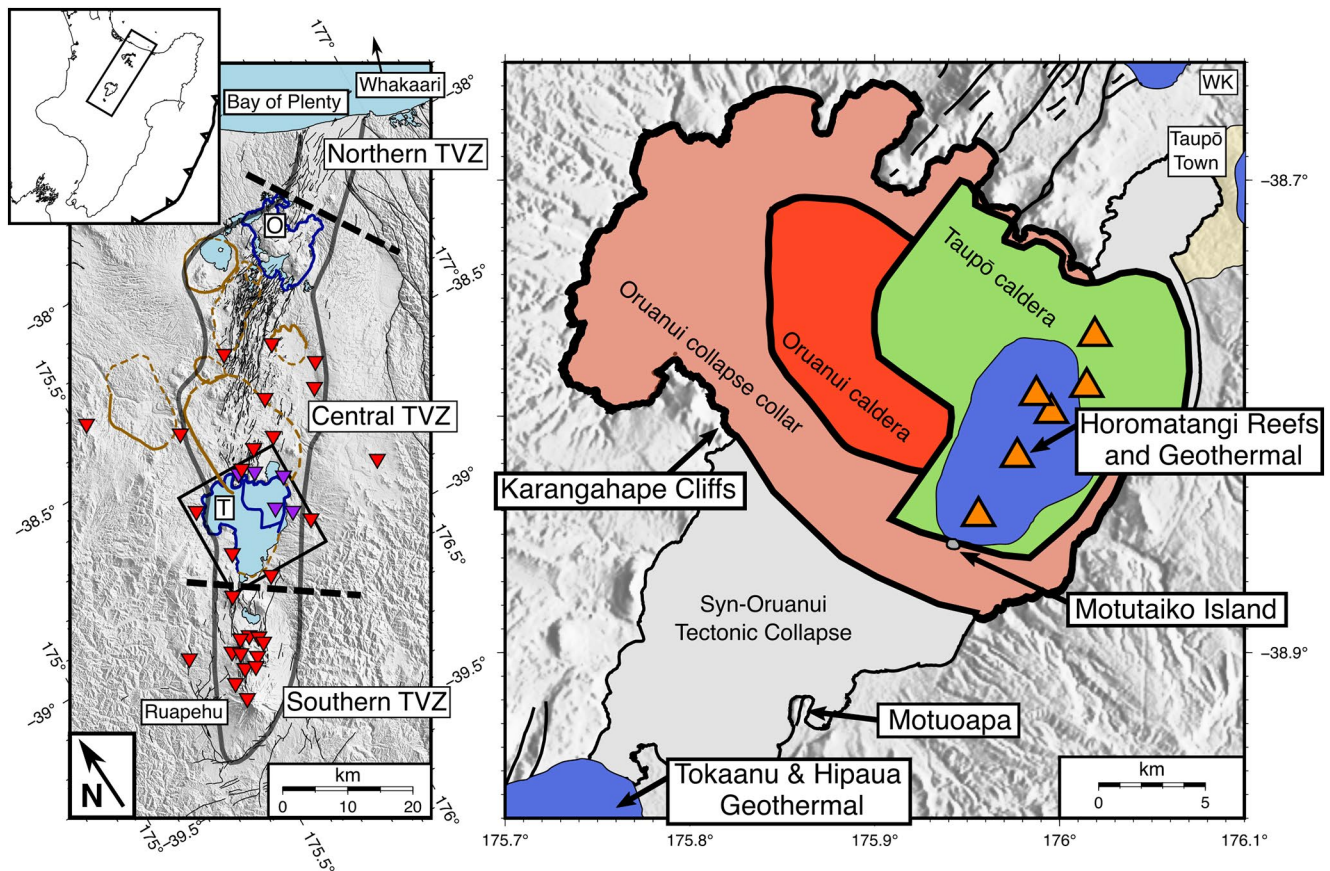 177°
Whakaari
38°
Bay of Plenty
Northern TVZ
O
177°
-38.5°
-38°
175.5°
Central TVZ
-39°
T
-38.5°
176.5°
175°
-39.5°
-39°
Southern TVZ
Ruapehu
N
km
0 10 20
176°
175°
-39.5°
175.5°
WK
Taupō
Town
-38.7°
Taupō caldera
Oruanui collapse collar
Oruanui caldera
Horomatangi Reefs
and Geothermal
Karangahape Cliffs
Motutaiko Island
Syn-Oruanui
Tectonic Collapse
-38.9°
Motuoapa
Tokaanu & Hipaua
Geothermal
km
0 5
175.7° 175.8° 175.9° 176° 176.1°